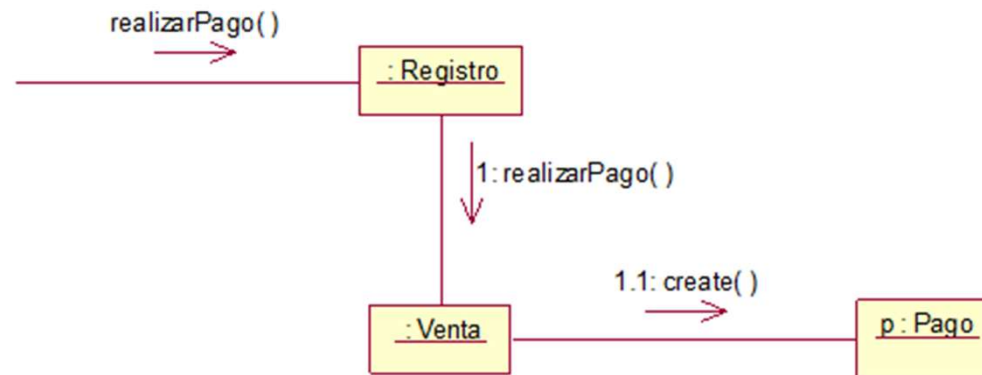 realizarPago( )
: Registro
1: realizarPago( )
1.1: create( )
: Venta
p : Pago